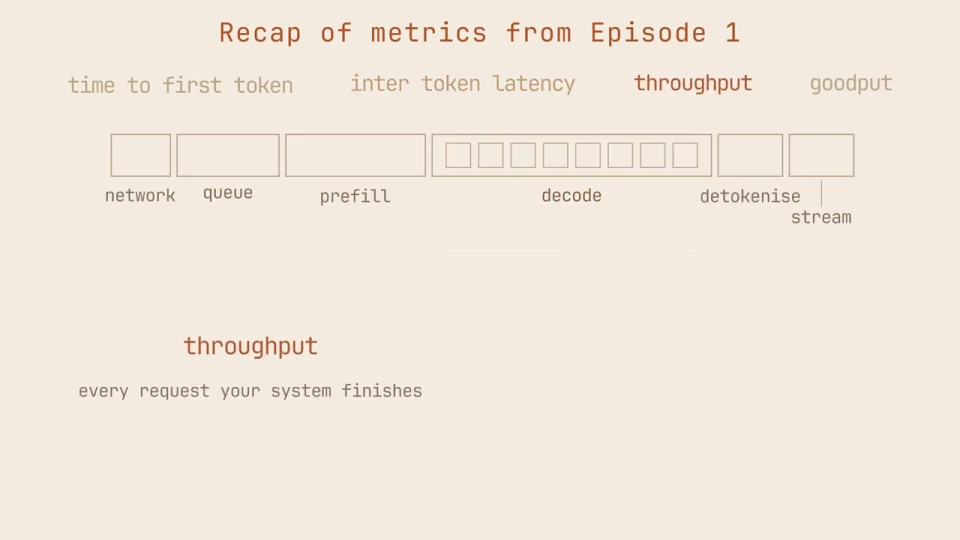 Recap of metrics from Episode 1
time to first token inter token latency throughput goodput
network queue prefill decode detokenise
stream
throughput
every request your system finishes